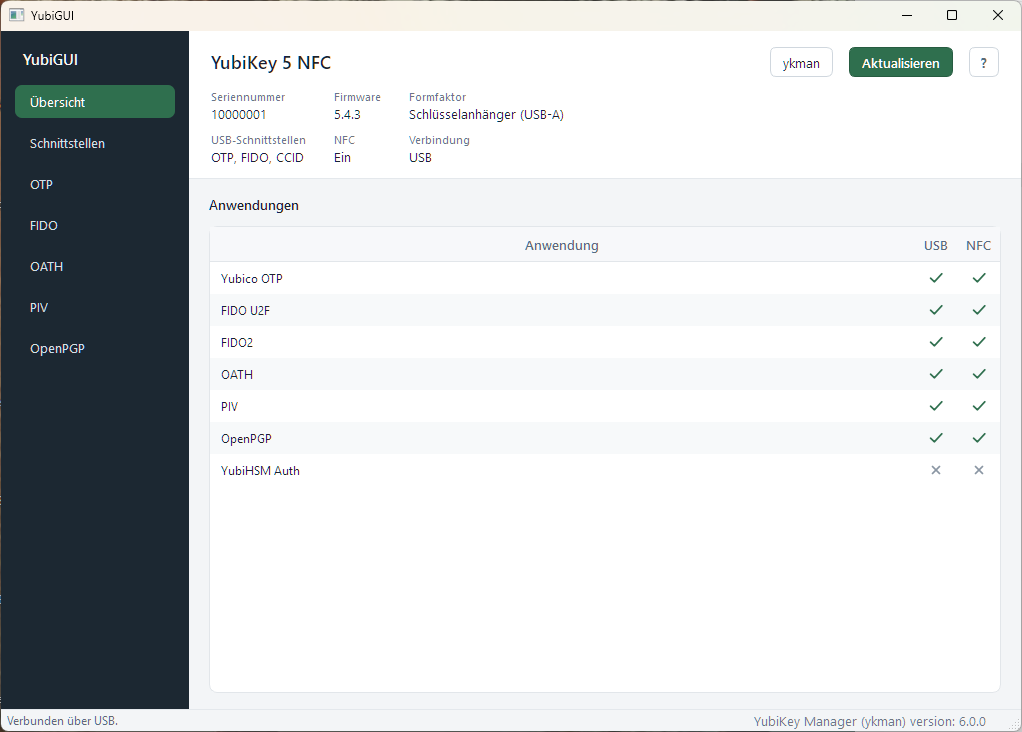 YubiGUI
YubiGUI
Übersicht
Schnittstellen
OTP
FIDO
OATH
PIV
OpenPGP
YubiKey 5 NFC
ykman
Aktualisieren
?
Seriennummer Firmware Formfaktor
10000001 5.4.3 Schlüsselanhänger (USB-A)
USB-Schnittstellen NFC Verbindung
OTP, FIDO, CCID Ein USB
Anwendungen
Anwendung USB NFC
Yubico OTP ✓ ✓
FIDO U2F ✓ ✓
FIDO2 ✓ ✓
OATH ✓ ✓
PIV ✓ ✓
OpenPGP ✓ ✓
YubiHSM Auth ✕ ✕
Verbunden über USB.
YubiKey Manager (ykman) version: 6.0.0